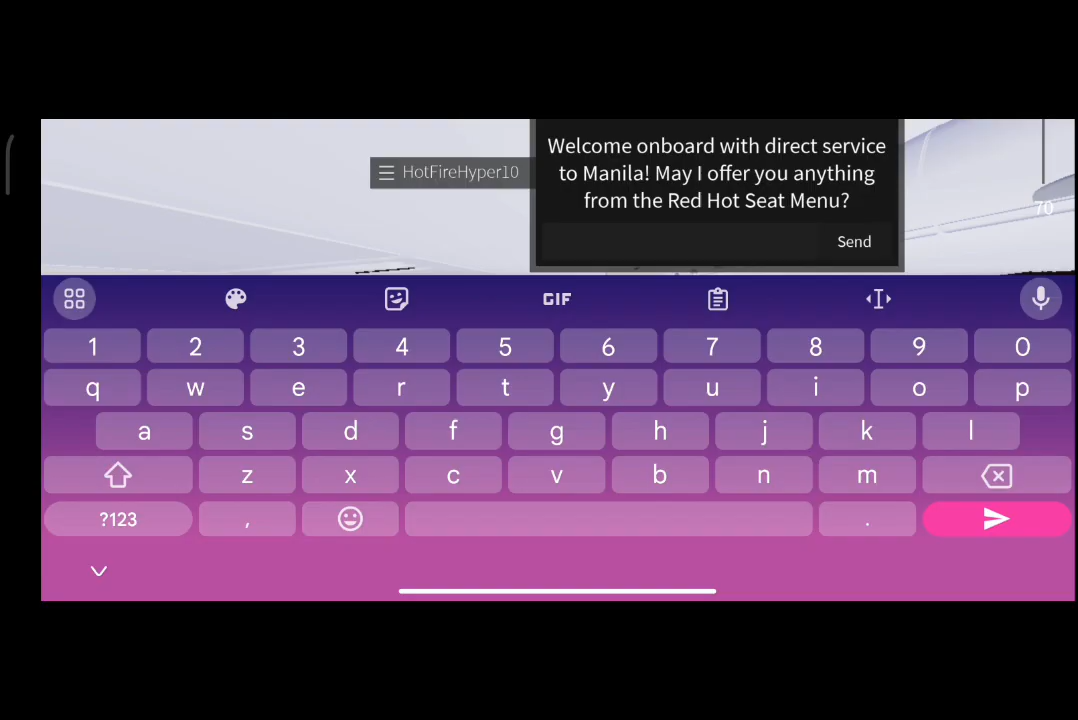 Welcome onboard with direct service
to Manila! May I offer you anything
from the Red Hot Seat Menu?
HotFireHyper10
70
Send
GIF
1 2 3 4 5 6 7 8 9 0
q w e r t y u i o p
a s d f g h j k l
z x c v b n m
?123 , .